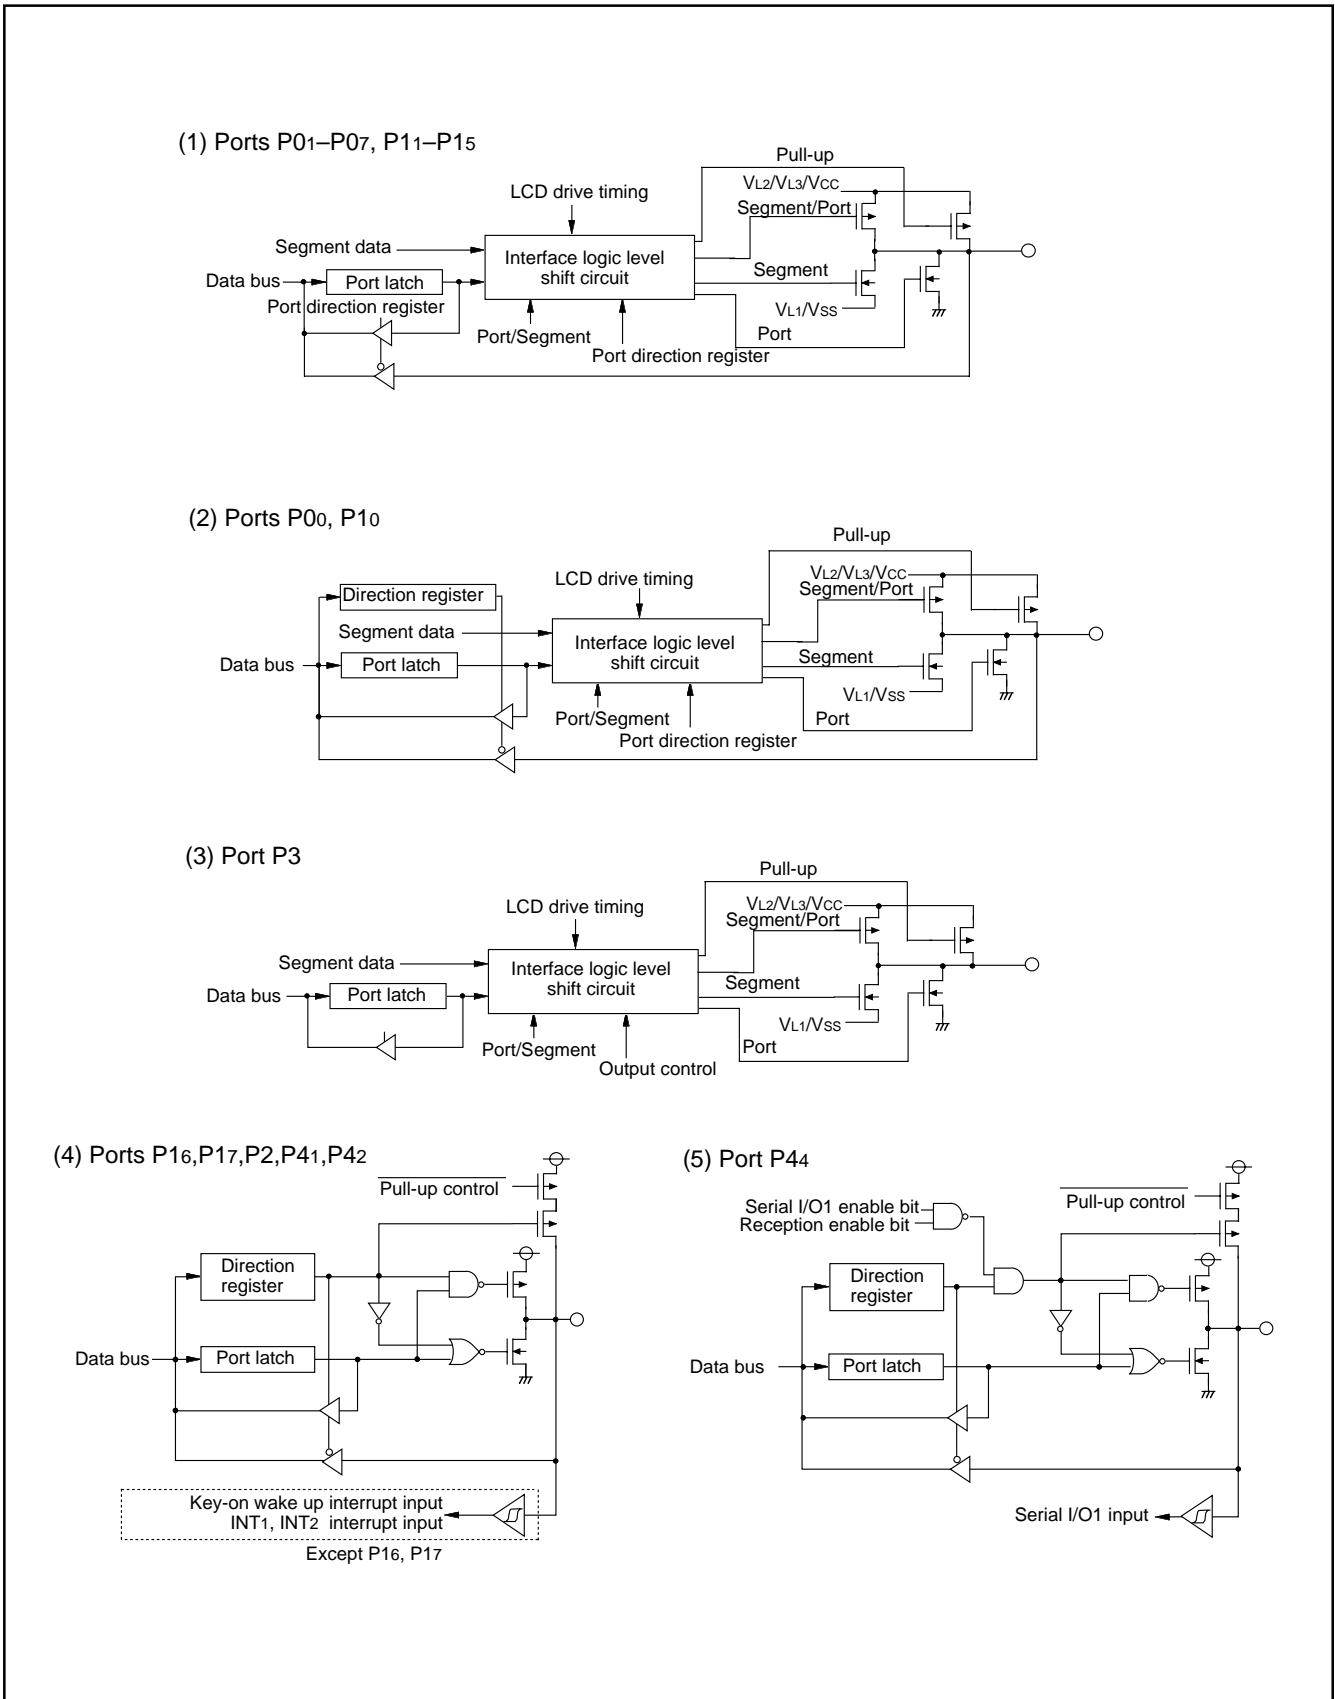 (1) Ports P01–P07, P11–P15
Pull-up
VL2/VL3/VCC
LCD drive timing
Segment/Port
Segment data
Interface logic level
shift circuit
Data bus
Port latch
Segment
Port direction register
VL1/VSS
Port/Segment
Port
Port direction register
(2) Ports P00, P10
Pull-up
VL2/VL3/VCC
LCD drive timing
Segment/Port
Direction register
Segment data
Interface logic level
shift circuit
Data bus
Port latch
Segment
VL1/VSS
Port/Segment
Port
Port direction register
(3) Port P3
Pull-up
VL2/VL3/VCC
LCD drive timing
Segment/Port
Segment data
Interface logic level
shift circuit
Data bus
Port latch
Segment
VL1/VSS
Port/Segment
Port
Output control
(4) Ports P16,P17,P2,P41,P42
Pull-up control
Direction
register
Data bus
Port latch
Key-on wake up interrupt input
INT1, INT2 interrupt input
Except P16, P17
(5) Port P44
Pull-up control
Serial I/O1 enable bit
Reception enable bit
Direction
register
Data bus
Port latch
Serial I/O1 input